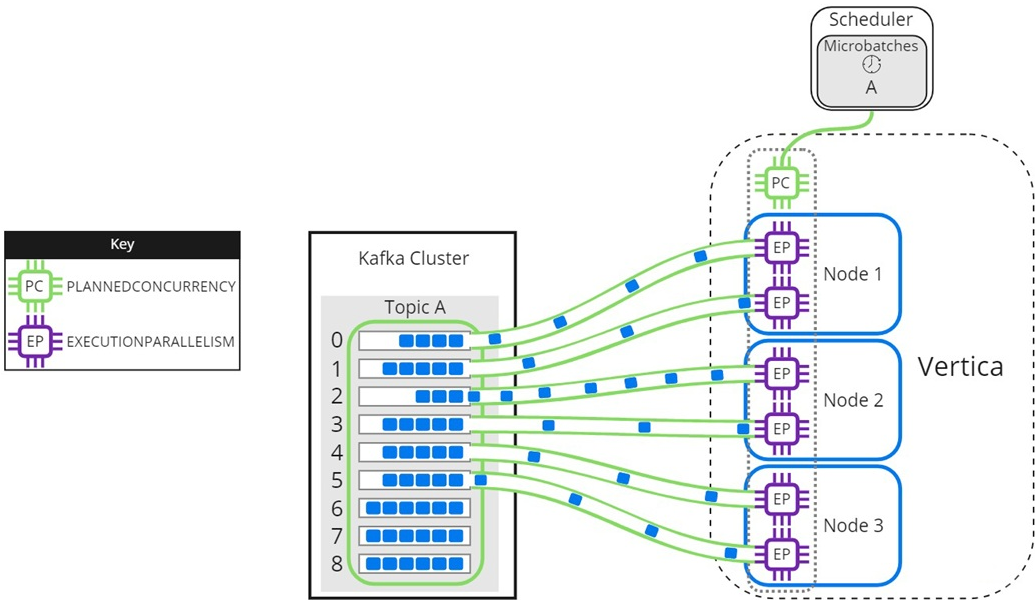 Scheduler
Microbatches
A
PC
Key
PC PLANNEDCONCURRENCY
EP EXECUTIONPARALLELISM
Kafka Cluster
Topic A
0
1
2
3
4
5
6
7
8
EP
EP
Node 1
EP
EP
Node 2
EP
EP
Node 3
Vertica